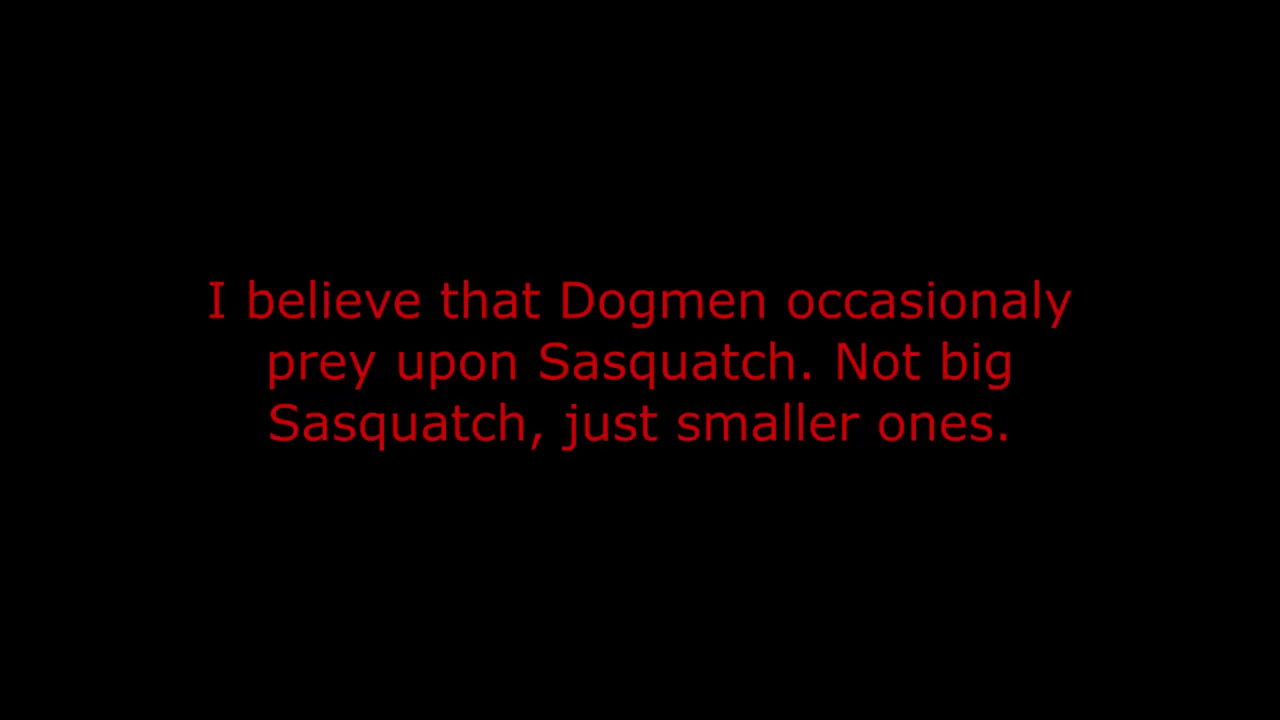 I believe that Dogmen occasionaly
prey upon Sasquatch. Not big
Sasquatch, just smaller ones.